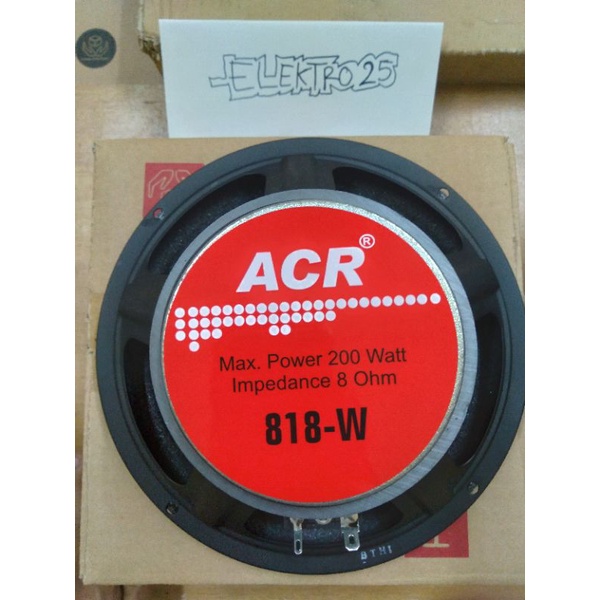 ELEKTRO25
ACR®
Max. Power 200 Watt
Impedance 8 Ohm
818-W